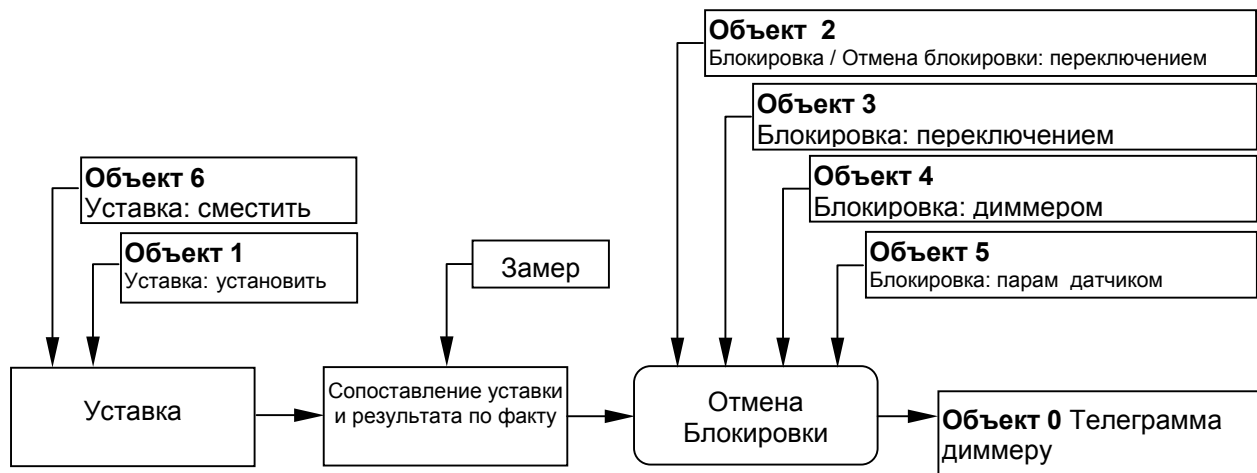 Объект 2
Блокировка / Отмена блокировки: переключением
Объект 3
Блокировка: переключением
Объект 4
Блокировка: диммером
Объект 5
Блокировка: парам датчиком
Объект 6
Уставка: сместить
Объект 1
Уставка: установить
Замер
Уставка
Сопоставление уставки
и результата по факту
Отмена
Блокировки
Объект 0 Телеграмма
диммеру